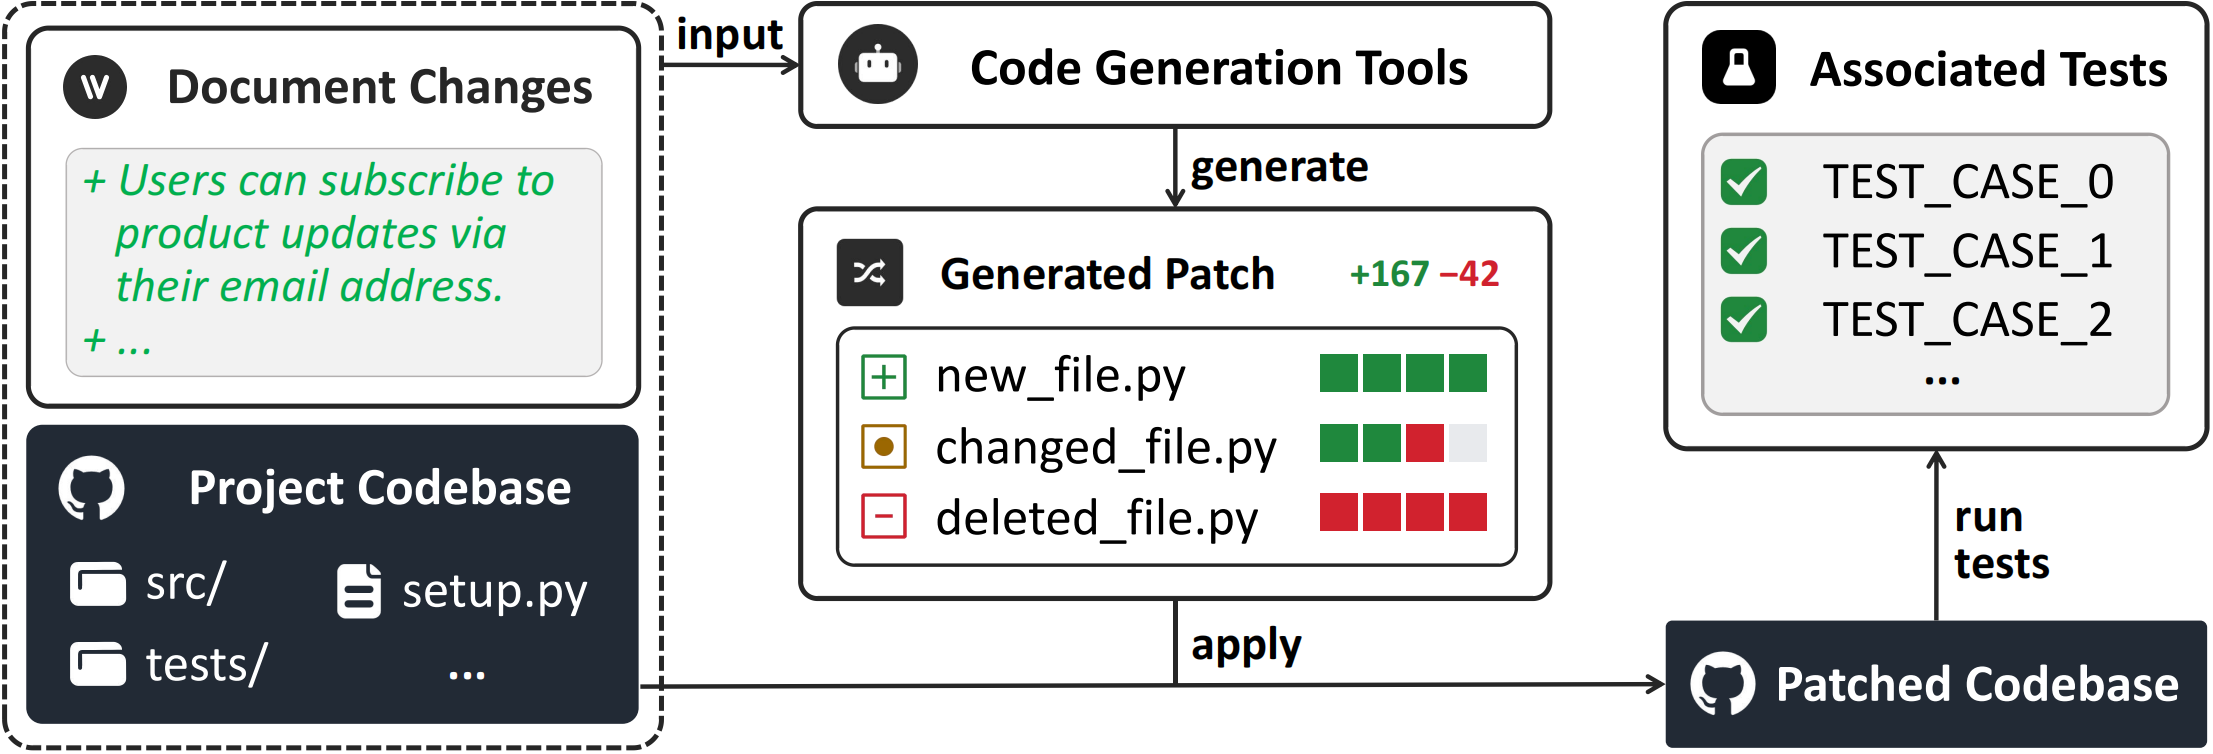 Document Changes
+ Users can subscribe to
product updates via
their email address.
+ ...
Project Codebase
src/
setup.py
tests/
...
input
Code Generation Tools
generate
Generated Patch +167 −42
new_file.py
changed_file.py
deleted_file.py
apply
Associated Tests
TEST_CASE_0
TEST_CASE_1
TEST_CASE_2
...
run
tests
Patched Codebase